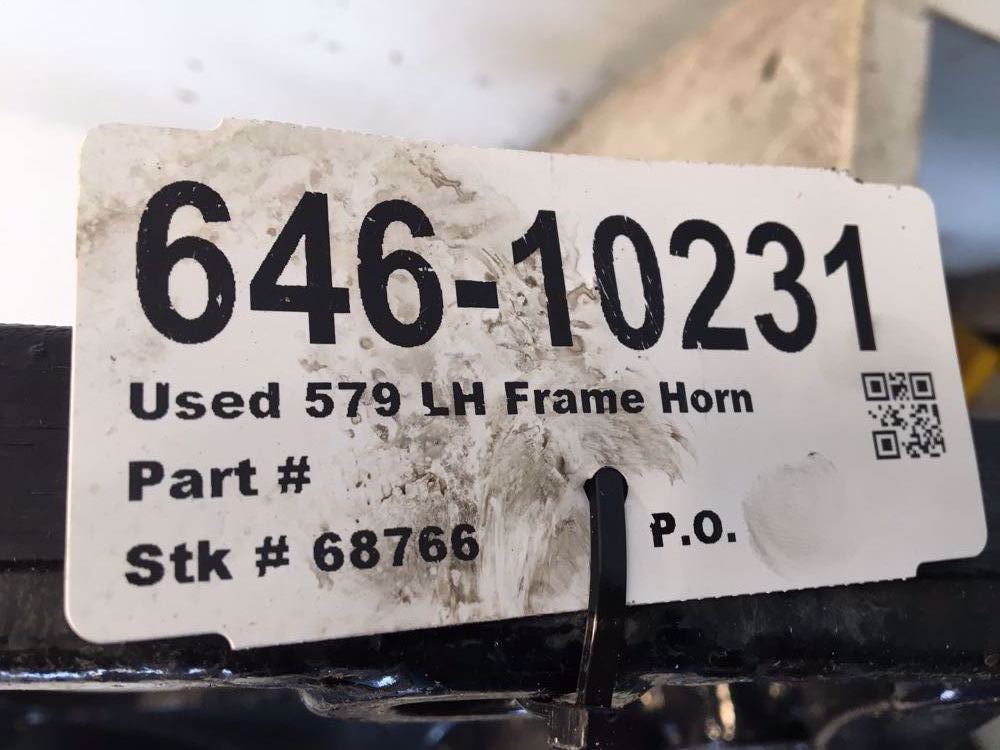 646-10231
Used 579 LH Frame Horn
Part #
Stk # 68766
P.O.